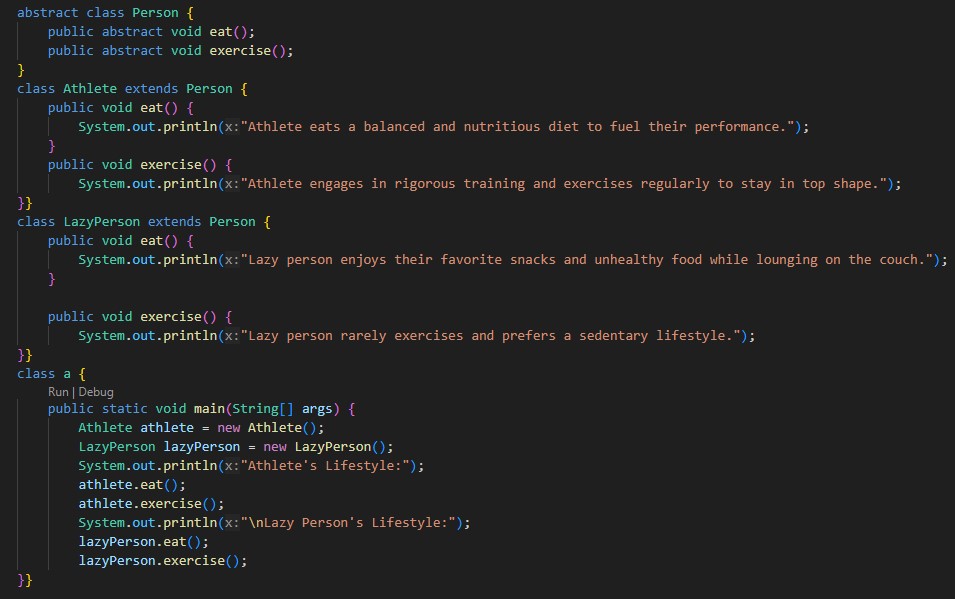 abstract class Person {
    public abstract void eat();
    public abstract void exercise();
}
class Athlete extends Person {
    public void eat() {
        System.out.println(x:"Athlete eats a balanced and nutritious diet to fuel their performance.");
    }
    public void exercise() {
        System.out.println(x:"Athlete engages in rigorous training and exercises regularly to stay in top shape.");
}}
class LazyPerson extends Person {
    public void eat() {
        System.out.println(x:"Lazy person enjoys their favorite snacks and unhealthy food while lounging on the couch.");
    }

    public void exercise() {
        System.out.println(x:"Lazy person rarely exercises and prefers a sedentary lifestyle.");
}}
class a {
    Run | Debug
    public static void main(String[] args) {
        Athlete athlete = new Athlete();
        LazyPerson lazyPerson = new LazyPerson();
        System.out.println(x:"Athlete's Lifestyle:");
        athlete.eat();
        athlete.exercise();
        System.out.println(x:"\nLazy Person's Lifestyle:");
        lazyPerson.eat();
        lazyPerson.exercise();
}}